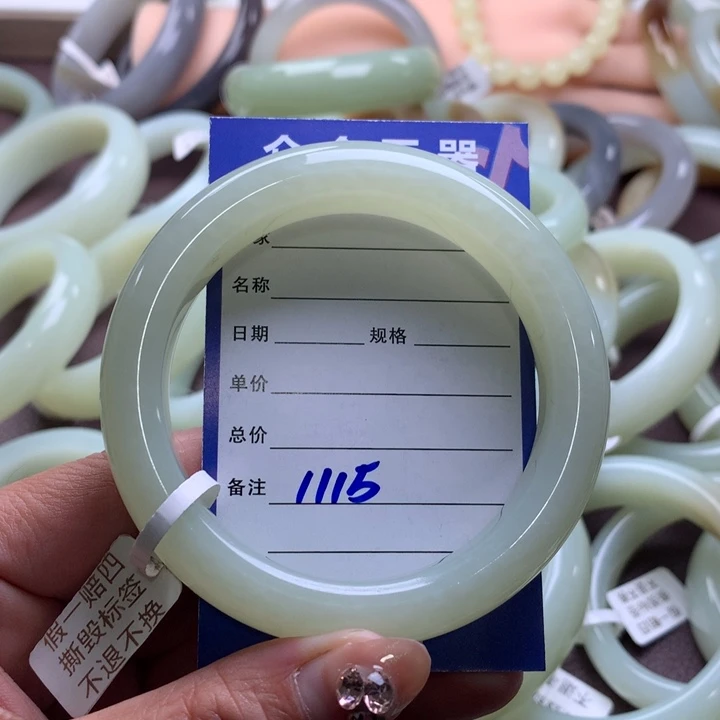 名称
日期 规格
单价
总价
备注 1115
假一赔四
撕毁标签
不退不换